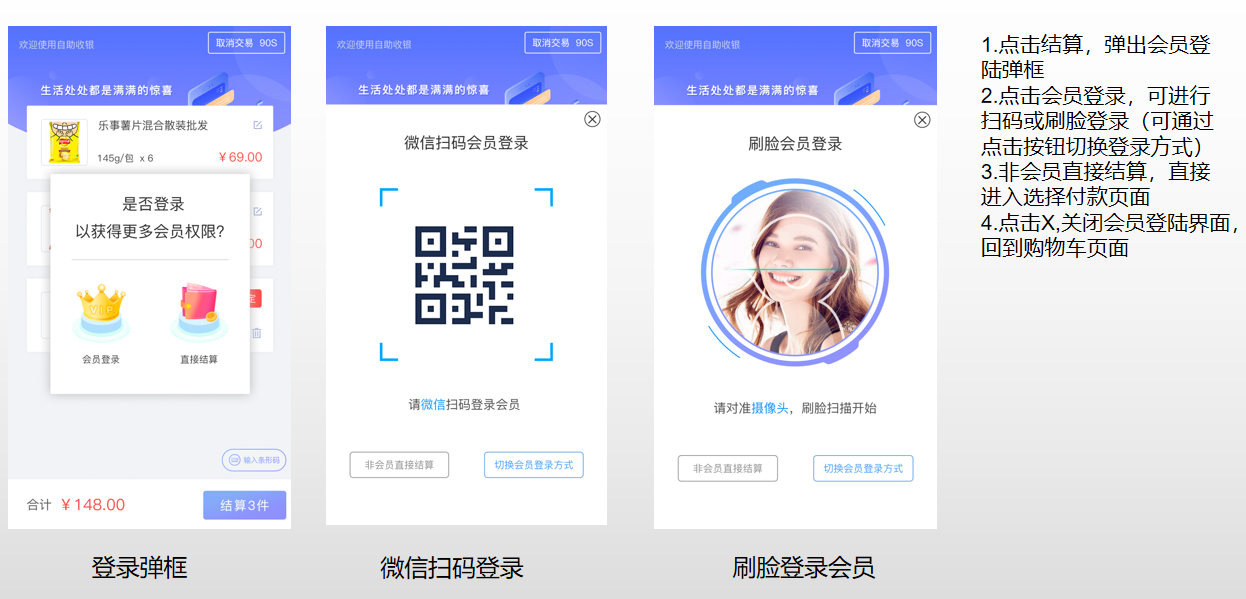 欢迎使用自助收银
取消交易 90S
生活处处都是满满的惊喜
乐事薯片混合散装批发
145g/包 x 6
￥69.00
是否登录
以获得更多会员权限?
00
VIP
会员登录
直接结算
输入条形码
合计 ￥148.00
结算3件
登录弹框
欢迎使用自助收银
取消交易 90S
生活处处都是满满的惊喜
微信扫码会员登录
请微信扫码登录会员
非会员直接结算
切换会员登录方式
微信扫码登录
欢迎使用自助收银
取消交易 90S
生活处处都是满满的惊喜
刷脸会员登录
请对准摄像头，刷脸扫描开始
非会员直接结算
切换会员登录方式
刷脸登录会员
1.点击结算，弹出会员登
陆弹框
2.点击会员登录，可进行
扫码或刷脸登录（可通过
点击按钮切换登录方式）
3.非会员直接结算，直接
进入选择付款页面
4.点击X,关闭会员登陆界面，
回到购物车页面